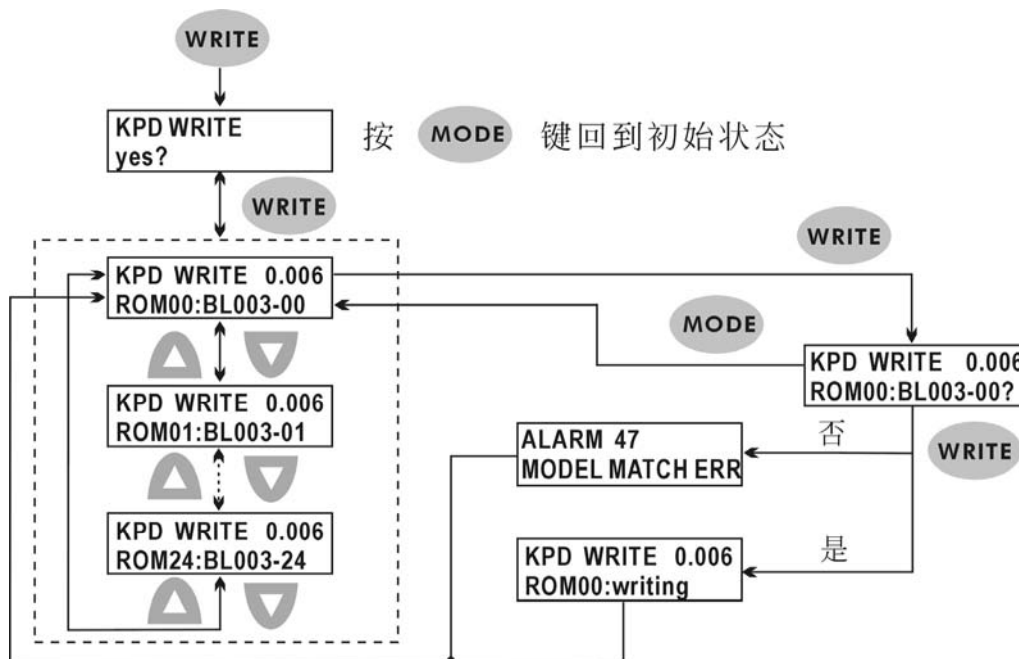 WRITE
KPD WRITE
yes?
按 MODE 键回到初始状态
WRITE
KPD WRITE 0.006
ROM00:BL003-00
ROM01:BL003-01
KPD WRITE 0.006
ROM24:BL003-24
KPD WRITE 0.006
WRITE
MODE
KPD WRITE 0.006
ROM00:BL003-00?
WRITE
否
ALARM 47
MODEL MATCH ERR
是
KPD WRITE 0.006
ROM00:writing